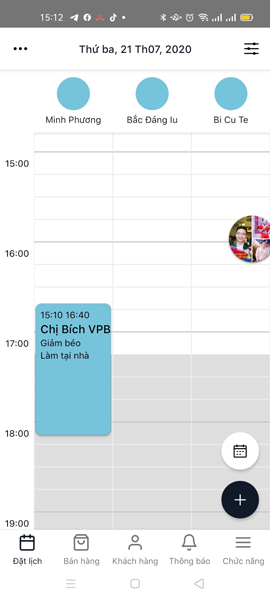 15:12
Thứ ba, 21 Th07, 2020
Minh Phương
Bắc Đáng Iu
Bi Cu Te
15:00
16:00
15:10 16:40
Chị Bích VPB
Giảm béo
Làm tại nhà
17:00
18:00
19:00
Đặt lịch
Bán hàng
Khách hàng
Thông báo
Chức năng